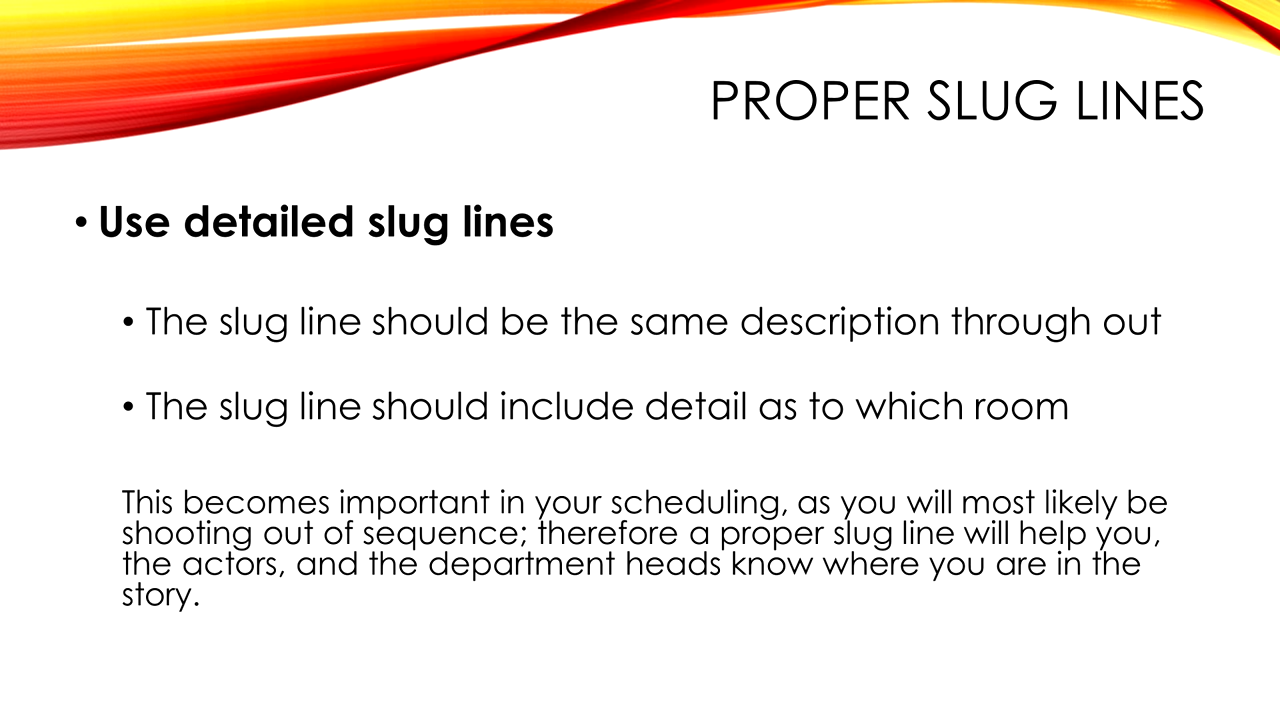 PROPER SLUG LINES
• Use detailed slug lines
• The slug line should be the same description through out
• The slug line should include detail as to which room
This becomes important in your scheduling, as you will most likely be
shooting out of sequence; therefore a proper slug line will help you,
the actors, and the department heads know where you are in the
story.